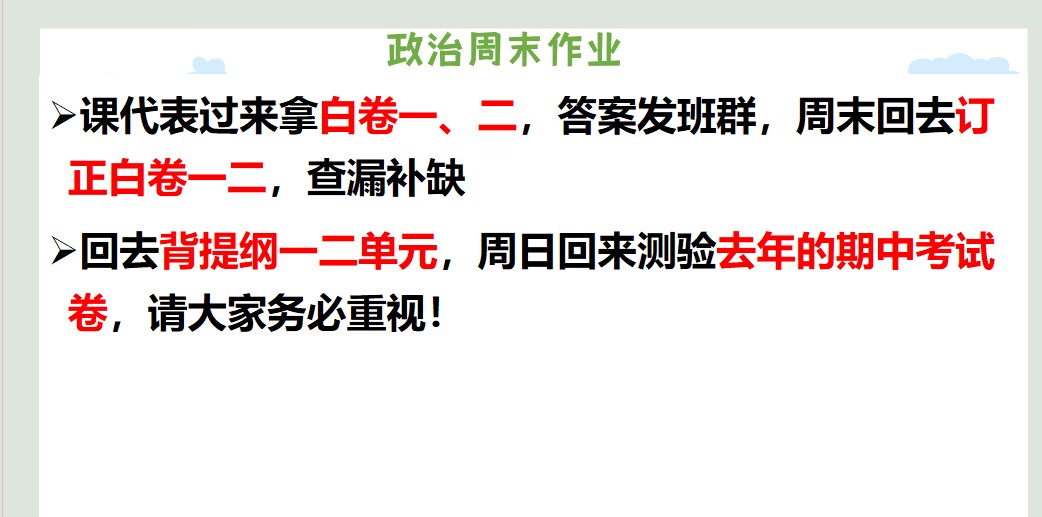 政治周末作业
➢课代表过来拿白卷一、二，答案发班群，周末回去订
正白卷一二，查漏补缺
➢回去背提纲一二单元，周日回来测验去年的期中考试
卷，请大家务必重视！